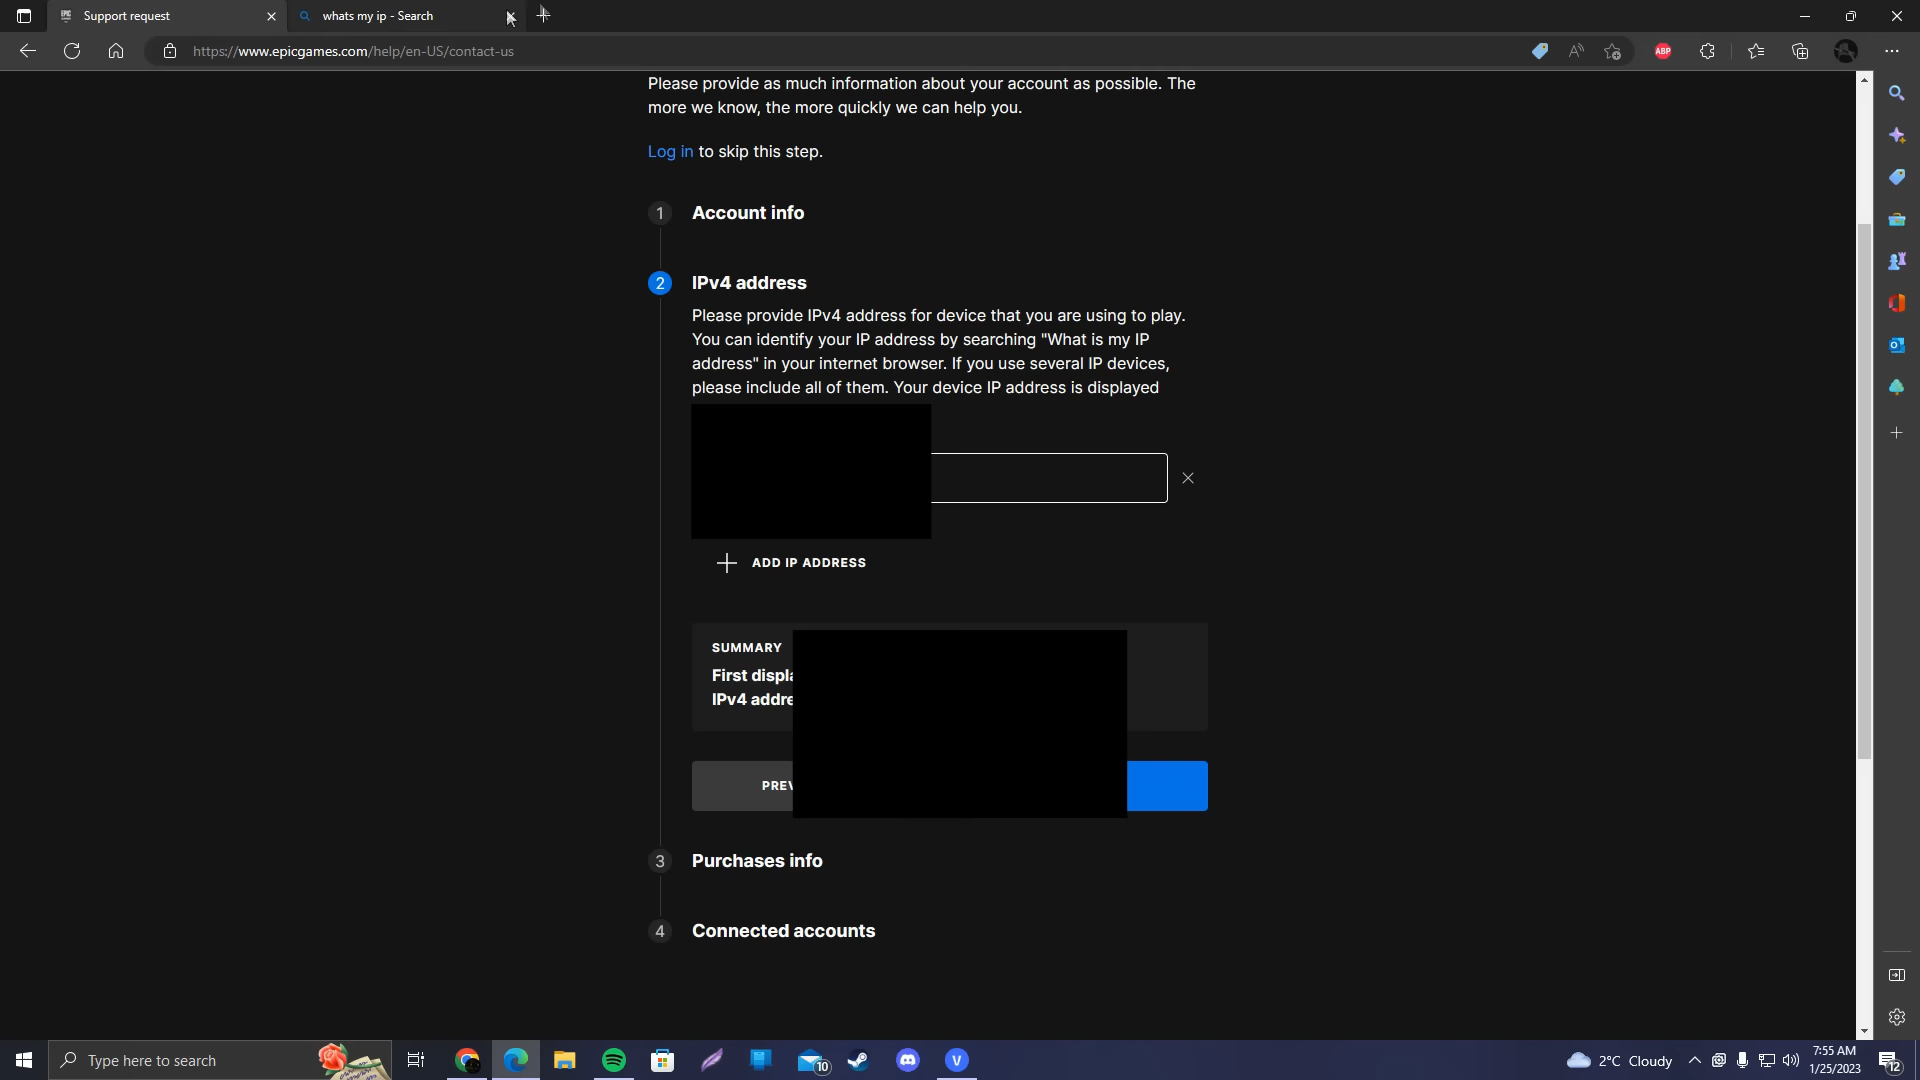 Support request
whats my ip - Search
https://www.epicgames.com/help/en-US/contact-us
ABP
Please provide as much information about your account as possible. The
more we know, the more quickly we can help you.
Log in to skip this step.
1 Account info
2 IPv4 address
Please provide IPv4 address for device that you are using to play.
You can identify your IP address by searching "What is my IP
address" in your internet browser. If you use several IP devices,
please include all of them. Your device IP address is displayed
ADD IP ADDRESS
SUMMARY
First displa
IPv4 addre
PREV
3 Purchases info
4 Connected accounts
Type here to search
10
V
2°C Cloudy
7:55 AM
1/25/2023
12